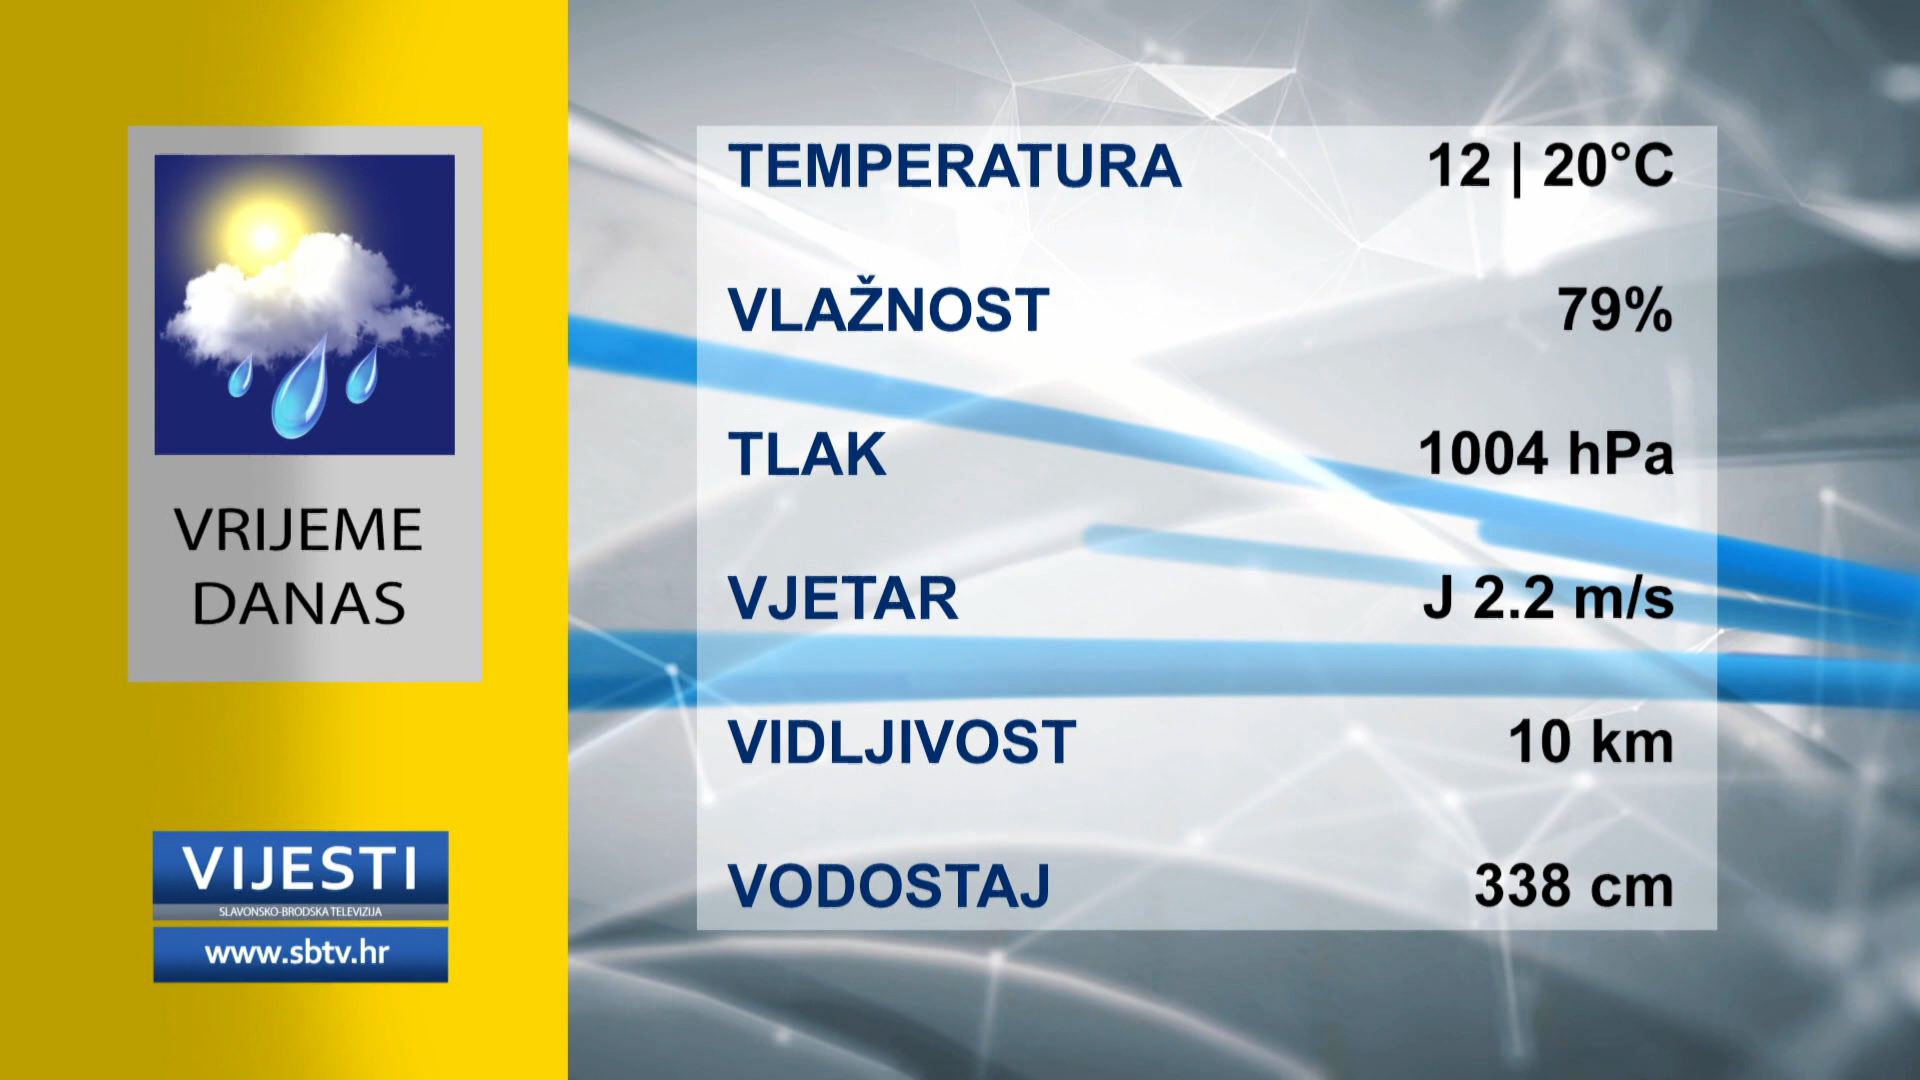 VRIJEME
DANAS
VIJESTI
SLAVONSKO-BRODSKA TELEVIZIJA
www.sbtv.hr
TEMPERATURA 12 | 20°C
VLAŽNOST 79%
TLAK 1004 hPa
VJETAR J 2.2 m/s
VIDLJIVOST 10 km
VODOSTAJ 338 cm